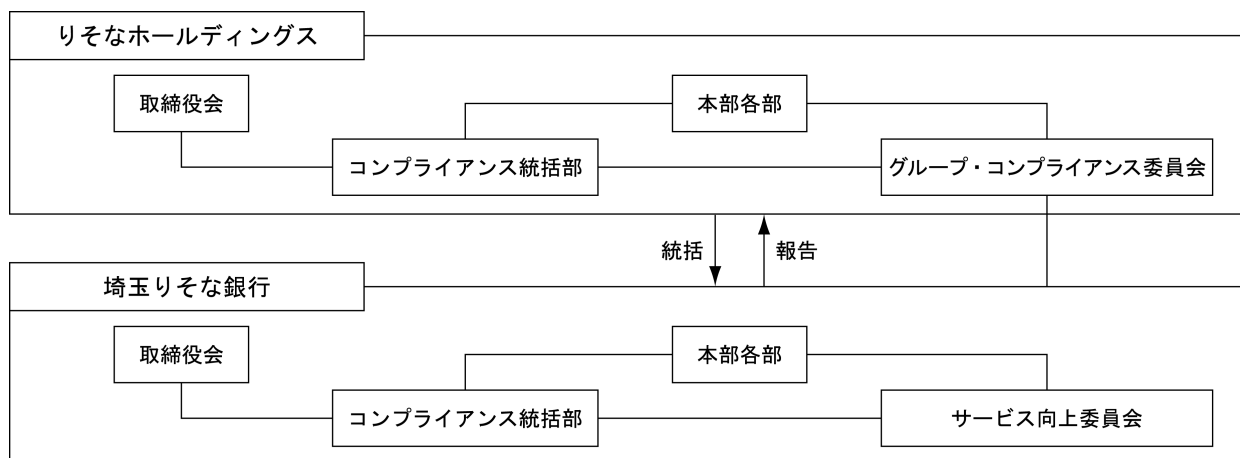 りそなホールディングス
取締役会
本部各部
コンプライアンス統括部
グループ・コンプライアンス委員会
統括
報告
埼玉りそな銀行
取締役会
本部各部
コンプライアンス統括部
サービス向上委員会